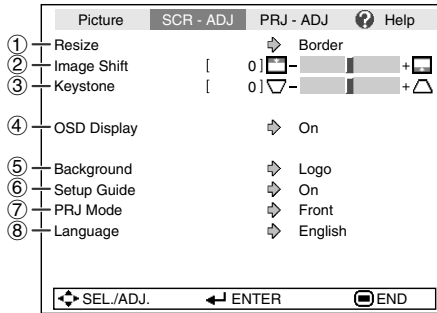 Picture SCR - ADJ PRJ - ADJ ? Help
① Resize Border
② Image Shift [ 0 ] − +
③ Keystone [ 0 ] − +
④ OSD Display On
⑤ Background Logo
⑥ Setup Guide On
⑦ PRJ Mode Front
⑧ Language English
SEL./ADJ. ENTER END